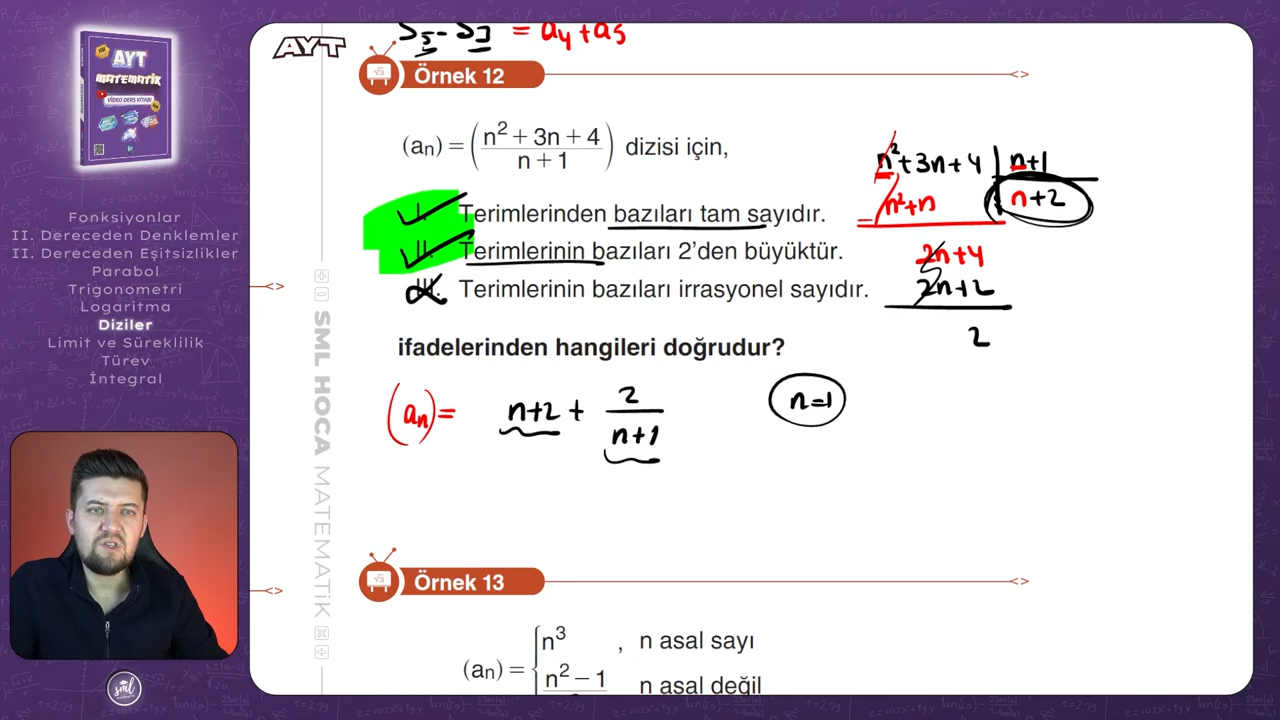 S5 - S3 = a4 + a5
AYT
Örnek 12
(an) = ( n² + 3n + 4 / n + 1 ) dizisi için,
I. Terimlerinden bazıları tam sayıdır.
II. Terimlerinin bazıları 2'den büyüktür.
III. Terimlerinin bazıları irrasyonel sayıdır.
ifadelerinden hangileri doğrudur?
n²+3n+4 | n+1
n²+n
n+2
2n+4
2n+2
2
(an) = n+2 + 2/n+1
n=1
Örnek 13
(an) = { n³ , n asal sayı
n² − 1 n asal değil
AYT
MATEMATİK
VİDEO DERS KİTABI
Fonksiyonlar
II. Dereceden Denklemler
II. Dereceden Eşitsizlikler
Parabol
Trigonometri
Logaritma
Diziler
Limit ve Süreklilik
Türev
İntegral
SML HOCA MATEMATİK
sml